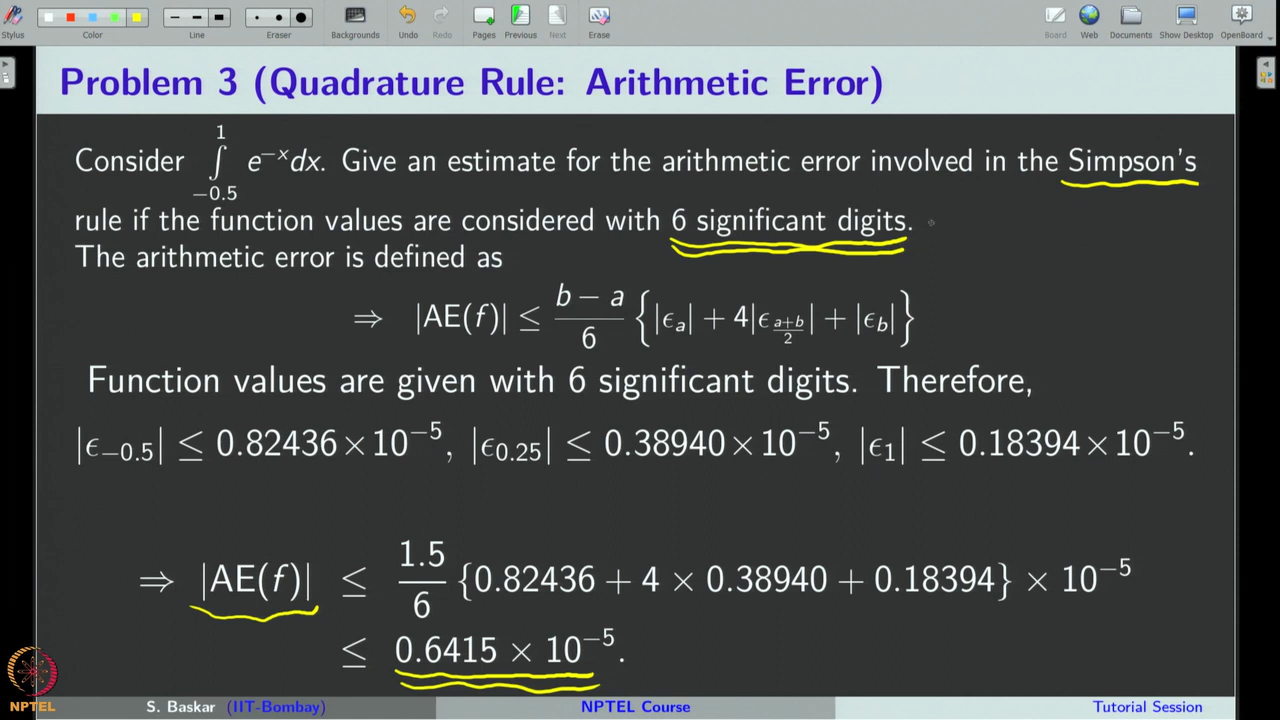 Stylus Color Line Eraser Backgrounds Undo Redo Pages Previous Next Erase Board Web Documents Show Desktop OpenBoard
Problem 3 (Quadrature Rule: Arithmetic Error)
Consider ∫_{−0.5}^{1} e^{−x}dx. Give an estimate for the arithmetic error involved in the Simpson's
rule if the function values are considered with 6 significant digits.
The arithmetic error is defined as
⇒ |AE(f)| ≤ \frac{b − a}{6} {|ϵ_a| + 4|ϵ_{\frac{a+b}{2}}| + |ϵ_b|}
Function values are given with 6 significant digits. Therefore,
|ϵ_{−0.5}| ≤ 0.82436×10^{−5}, |ϵ_{0.25}| ≤ 0.38940×10^{−5}, |ϵ_1| ≤ 0.18394×10^{−5}.
⇒ |AE(f)| ≤ \frac{1.5}{6} {0.82436 + 4 × 0.38940 + 0.18394} × 10^{−5}
≤ 0.6415 × 10^{−5}.
NPTEL
S. Baskar (IIT-Bombay) NPTEL Course Tutorial Session